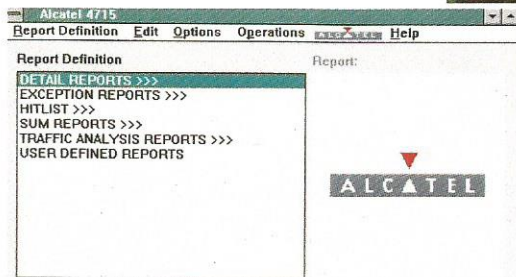 Alcatel 4715
Report Definition Edit Options Operations ALCATEL Help
Report Definition
Report:
DETAIL REPORTS >>>
EXCEPTION REPORTS >>>
HITLIST >>>
SUM REPORTS >>>
TRAFFIC ANALYSIS REPORTS >>>
USER DEFINED REPORTS
ALCATEL